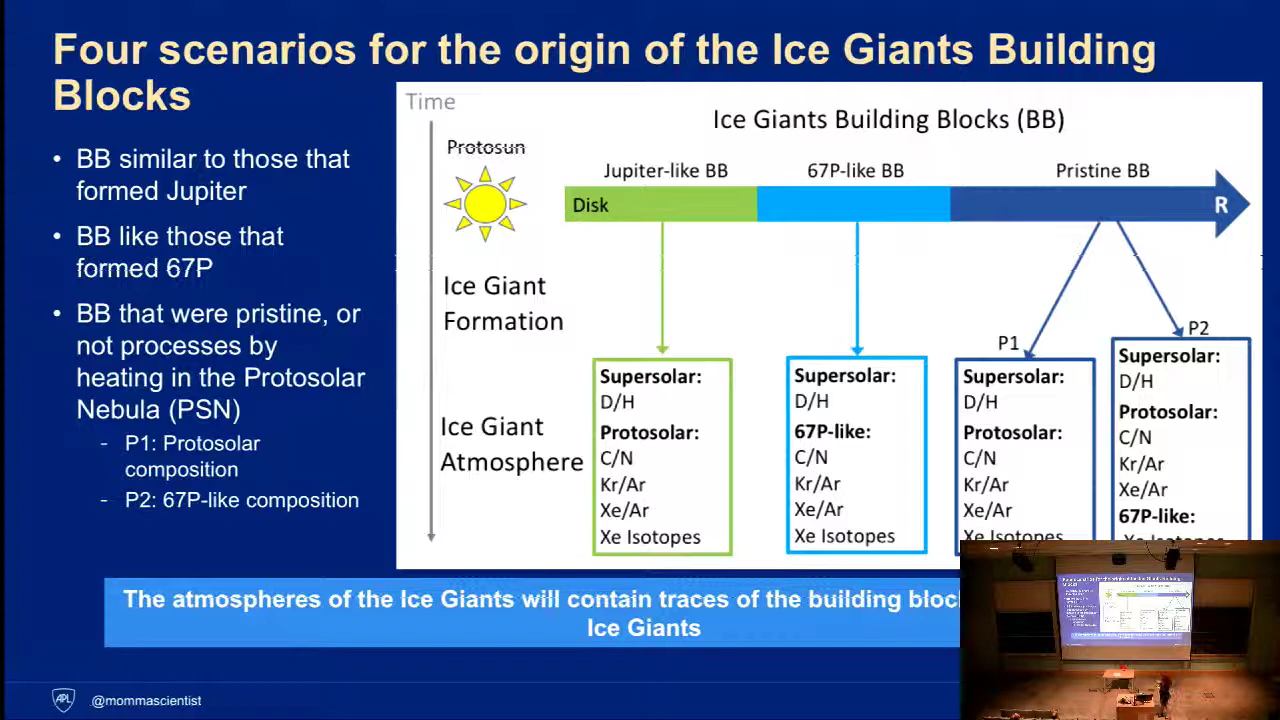 Four scenarios for the origin of the Ice Giants Building
Blocks
• BB similar to those that
formed Jupiter
• BB like those that
formed 67P
• BB that were pristine, or
not processes by
heating in the Protosolar
Nebula (PSN)
- P1: Protosolar
composition
- P2: 67P-like composition
Time
Ice Giants Building Blocks (BB)
Protosun
Jupiter-like BB
67P-like BB
Pristine BB
Disk
R
Ice Giant
Formation
Ice Giant
Atmosphere
Supersolar:
D/H
Protosolar:
C/N
Kr/Ar
Xe/Ar
Xe Isotopes
Supersolar:
D/H
67P-like:
C/N
Kr/Ar
Xe/Ar
Xe Isotopes
P1
Supersolar:
D/H
Protosolar:
C/N
Kr/Ar
Xe/Ar
Xe Isotopes
P2
Supersolar:
D/H
Protosolar:
C/N
Kr/Ar
Xe/Ar
67P-like:
Xe Isotopes
The atmospheres of the Ice Giants will contain traces of the building
Ice Giants
APL
@mommascientist